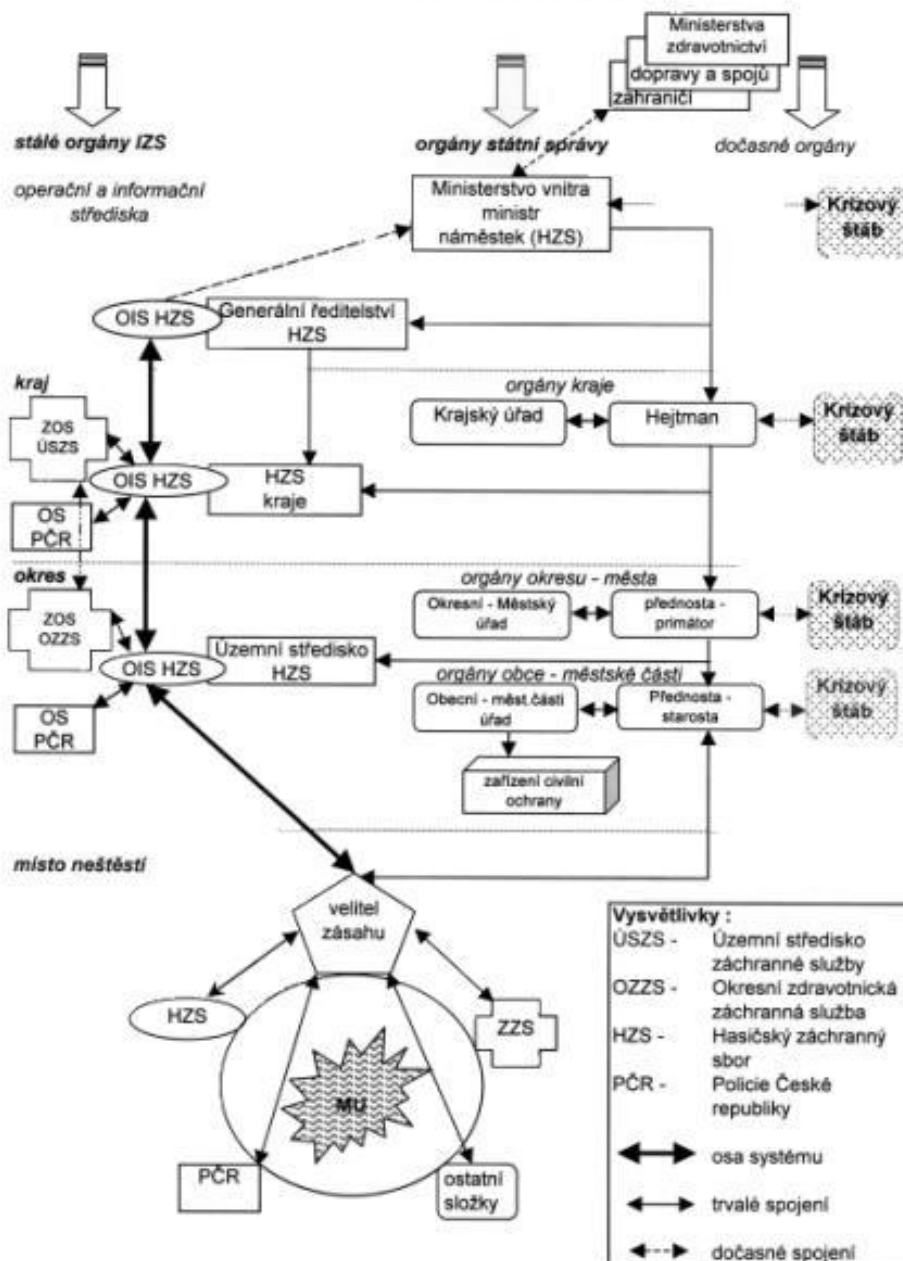 Ministerstva
zdravotnictví
dopravy a spojů
zahraničí
stálé orgány IZS
orgány státní správy
dočasné orgány
operační a informační
střediska
Ministerstvo vnitra
ministr
náměstek (HZS)
Krizový
štáb
OIS HZS
Generální ředitelství
HZS
kraj
orgány kraje
ZOS
ÚSZS
Krajský úřad
Hejtman
Krizový
štáb
OIS HZS
HZS
kraje
OS
PČR
okres
orgány okresu - města
ZOS
OZZS
Okresní - Městský
úřad
přednosta -
primátor
Krizový
štáb
OIS HZS
Územní středisko
HZS
orgány obce - městské části
OS
PČR
Obecní - měst.části
úřad
Přednosta -
starosta
Krizový
štáb
zařízení civilní
ochrany
místo neštěstí
velitel
zásahu
HZS
ZZS
MU
PČR
ostatní
složky
Vysvětlivky :
ÚSZS - Územní středisko
záchranné služby
OZZS - Okresní zdravotnická
záchranná služba
HZS - Hasičský záchranný
sbor
PČR - Policie České
republiky
osa systému
trvalé spojení
dočasné spojení